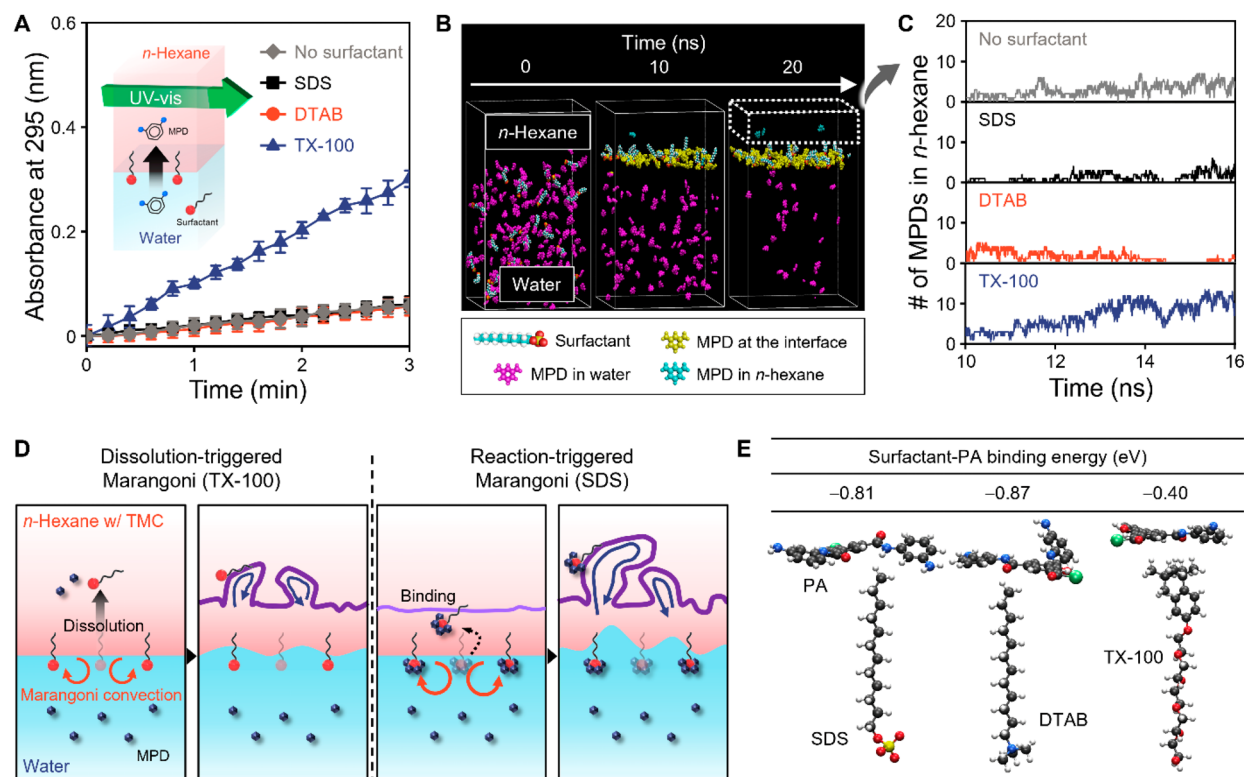 A
Absorbance at 295 (nm)
0.6
0.4
0.2
0
0
1
2
3
Time (min)
n-Hexane
UV-vis
MPD
Surfactant
Water
No surfactant
SDS
DTAB
TX-100
B
Time (ns)
0
10
20
n-Hexane
Water
Surfactant
MPD at the interface
MPD in water
MPD in n-hexane
C
# of MPDs in n-hexane
20
No surfactant
10
0
SDS
10
0
DTAB
10
0
TX-100
10
0
10
12
14
16
Time (ns)
D
Dissolution-triggered
Marangoni (TX-100)
Reaction-triggered
Marangoni (SDS)
n-Hexane w/ TMC
Dissolution
Marangoni convection
MPD
Water
Binding
E
Surfactant-PA binding energy (eV)
−0.81
−0.87
−0.40
PA
SDS
DTAB
TX-100